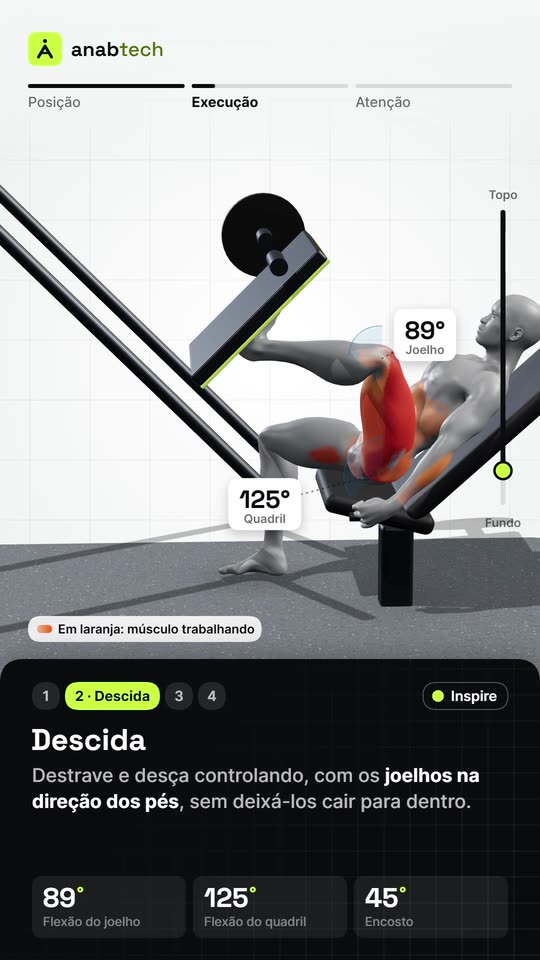 anabtech
Posição Execução Atenção
Topo
89°
Joelho
125°
Quadril
Fundo
Em laranja: músculo trabalhando
1 2 · Descida 3 4 Inspire
Descida
Destrave e desça controlando, com os joelhos na
direção dos pés, sem deixá-los cair para dentro.
89° 125° 45°
Flexão do joelho Flexão do quadril Encosto